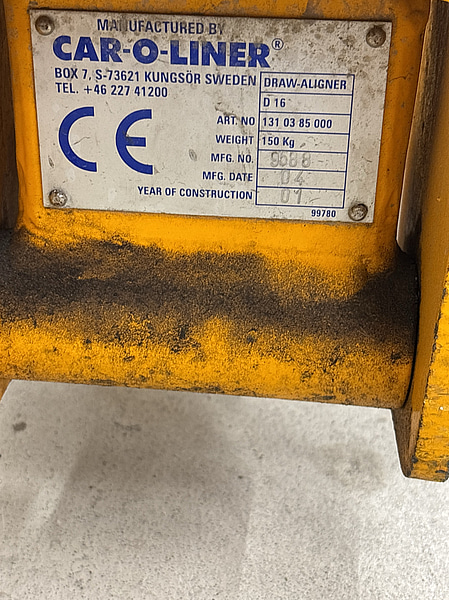 MANUFACTURED BY
CAR-O-LINER®
BOX 7, S-73621 KUNGSÖR SWEDEN
TEL. +46 227 41200
DRAW-ALIGNER
D 16
ART. NO 131 03 85 000
WEIGHT 150 Kg
MFG. NO. 9688
MFG. DATE 04
YEAR OF CONSTRUCTION 01
CE
99780